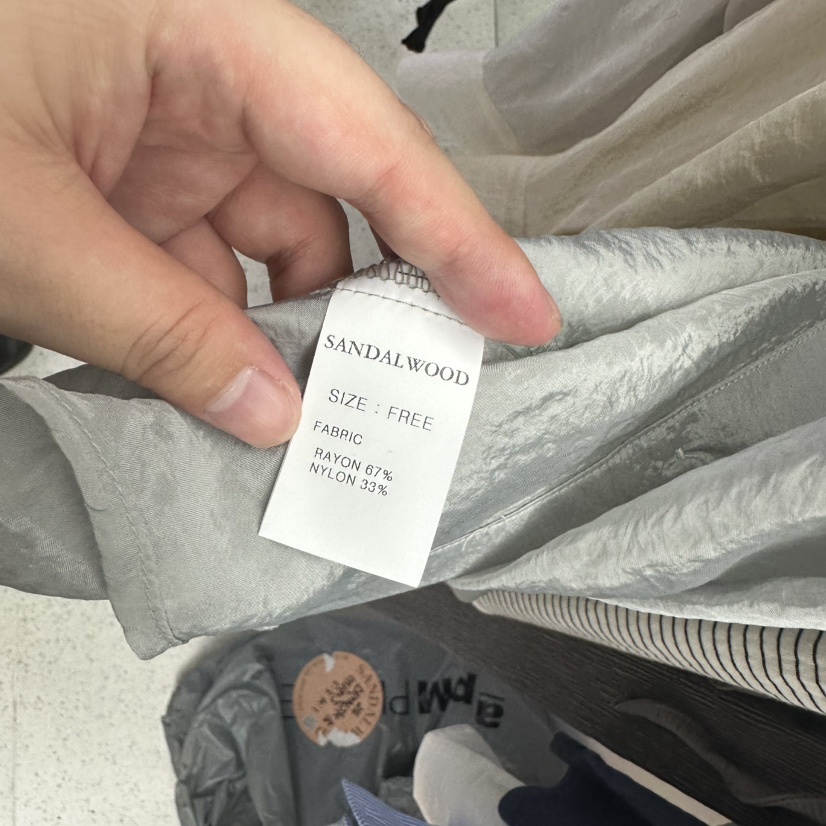 SANDALWOOD
SIZE : FREE
FABRIC
RAYON 67%
NYLON 33%